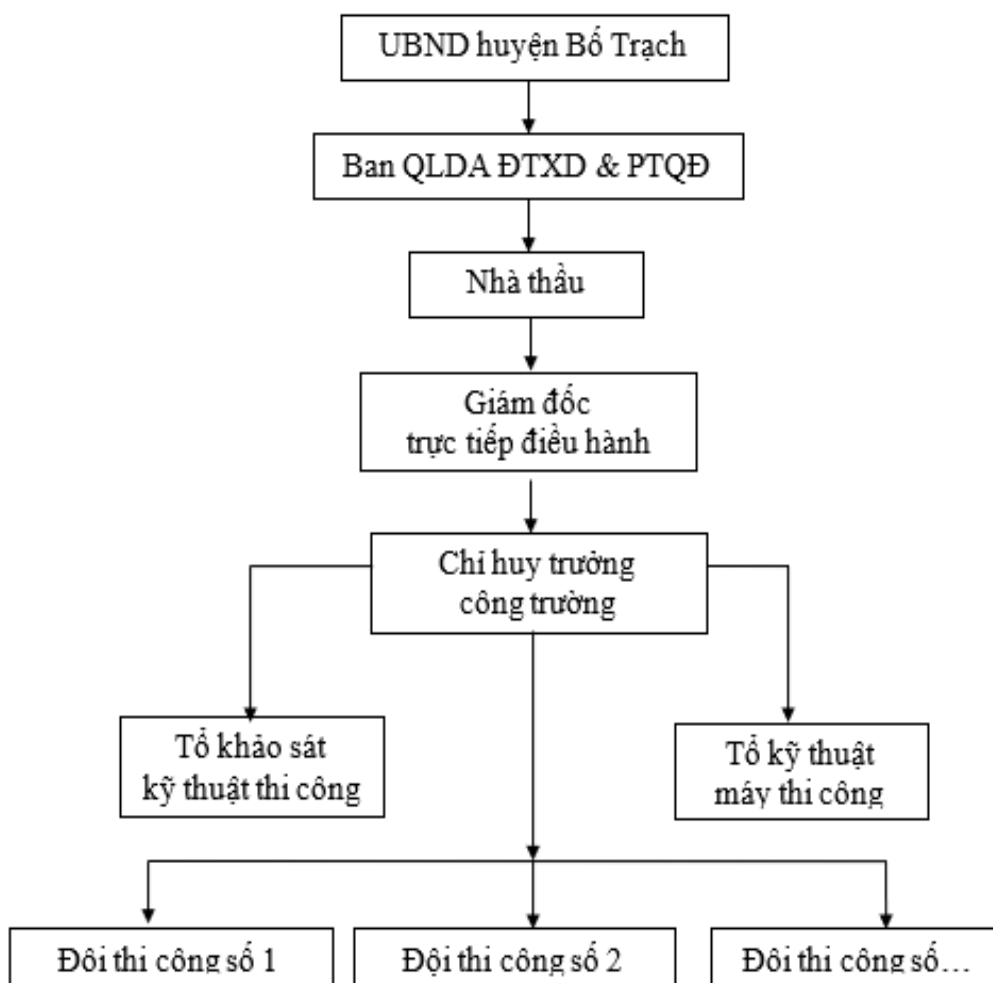 UBND huyện Bố Trạch
Ban QLDA ĐTXD & PTQĐ
Nhà thầu
Giám đốc
trực tiếp điều hành
Chỉ huy trưởng
công trường
Tổ khảo sát
kỹ thuật thi công
Tổ kỹ thuật
máy thi công
Đội thi công số 1
Đội thi công số 2
Đội thi công số...